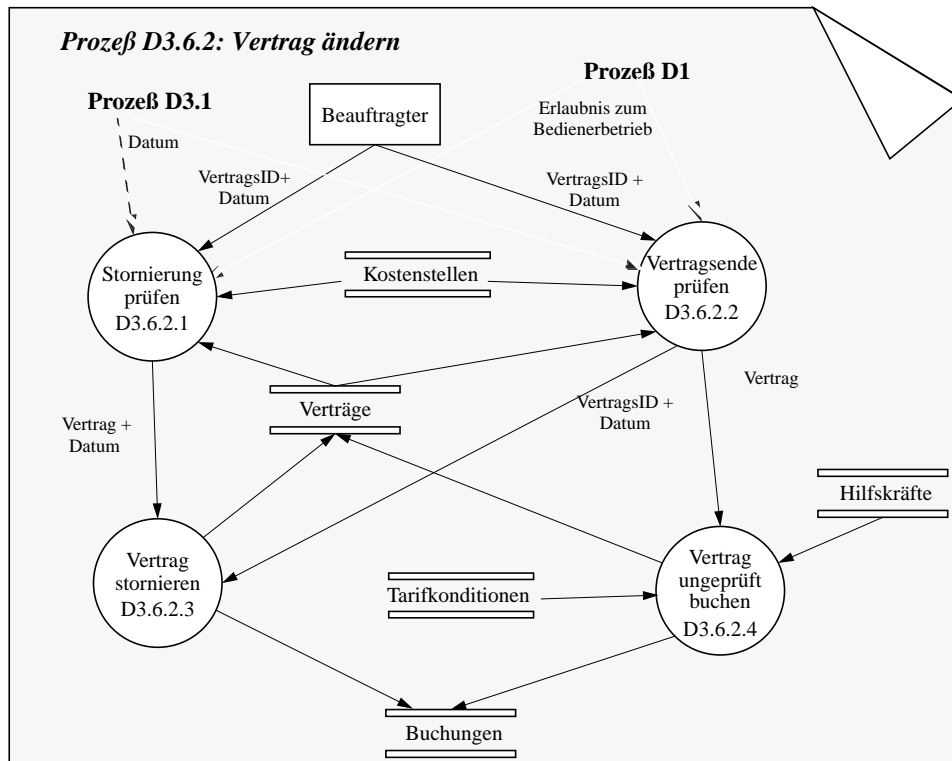 Prozeß D3.6.2: Vertrag ändern
Prozeß D1
Prozeß D3.1
Beauftragter
Erlaubnis zum
Bedienerbetrieb
Datum
VertragsID+
Datum
VertragsID +
Datum
Stornierung
prüfen
D3.6.2.1
Kostenstellen
Vertragsende
prüfen
D3.6.2.2
Vertrag
Verträge
VertragsID +
Datum
Vertrag +
Datum
Hilfskräfte
Vertrag
stornieren
D3.6.2.3
Tarifkonditionen
Vertrag
ungeprüft
buchen
D3.6.2.4
Buchungen